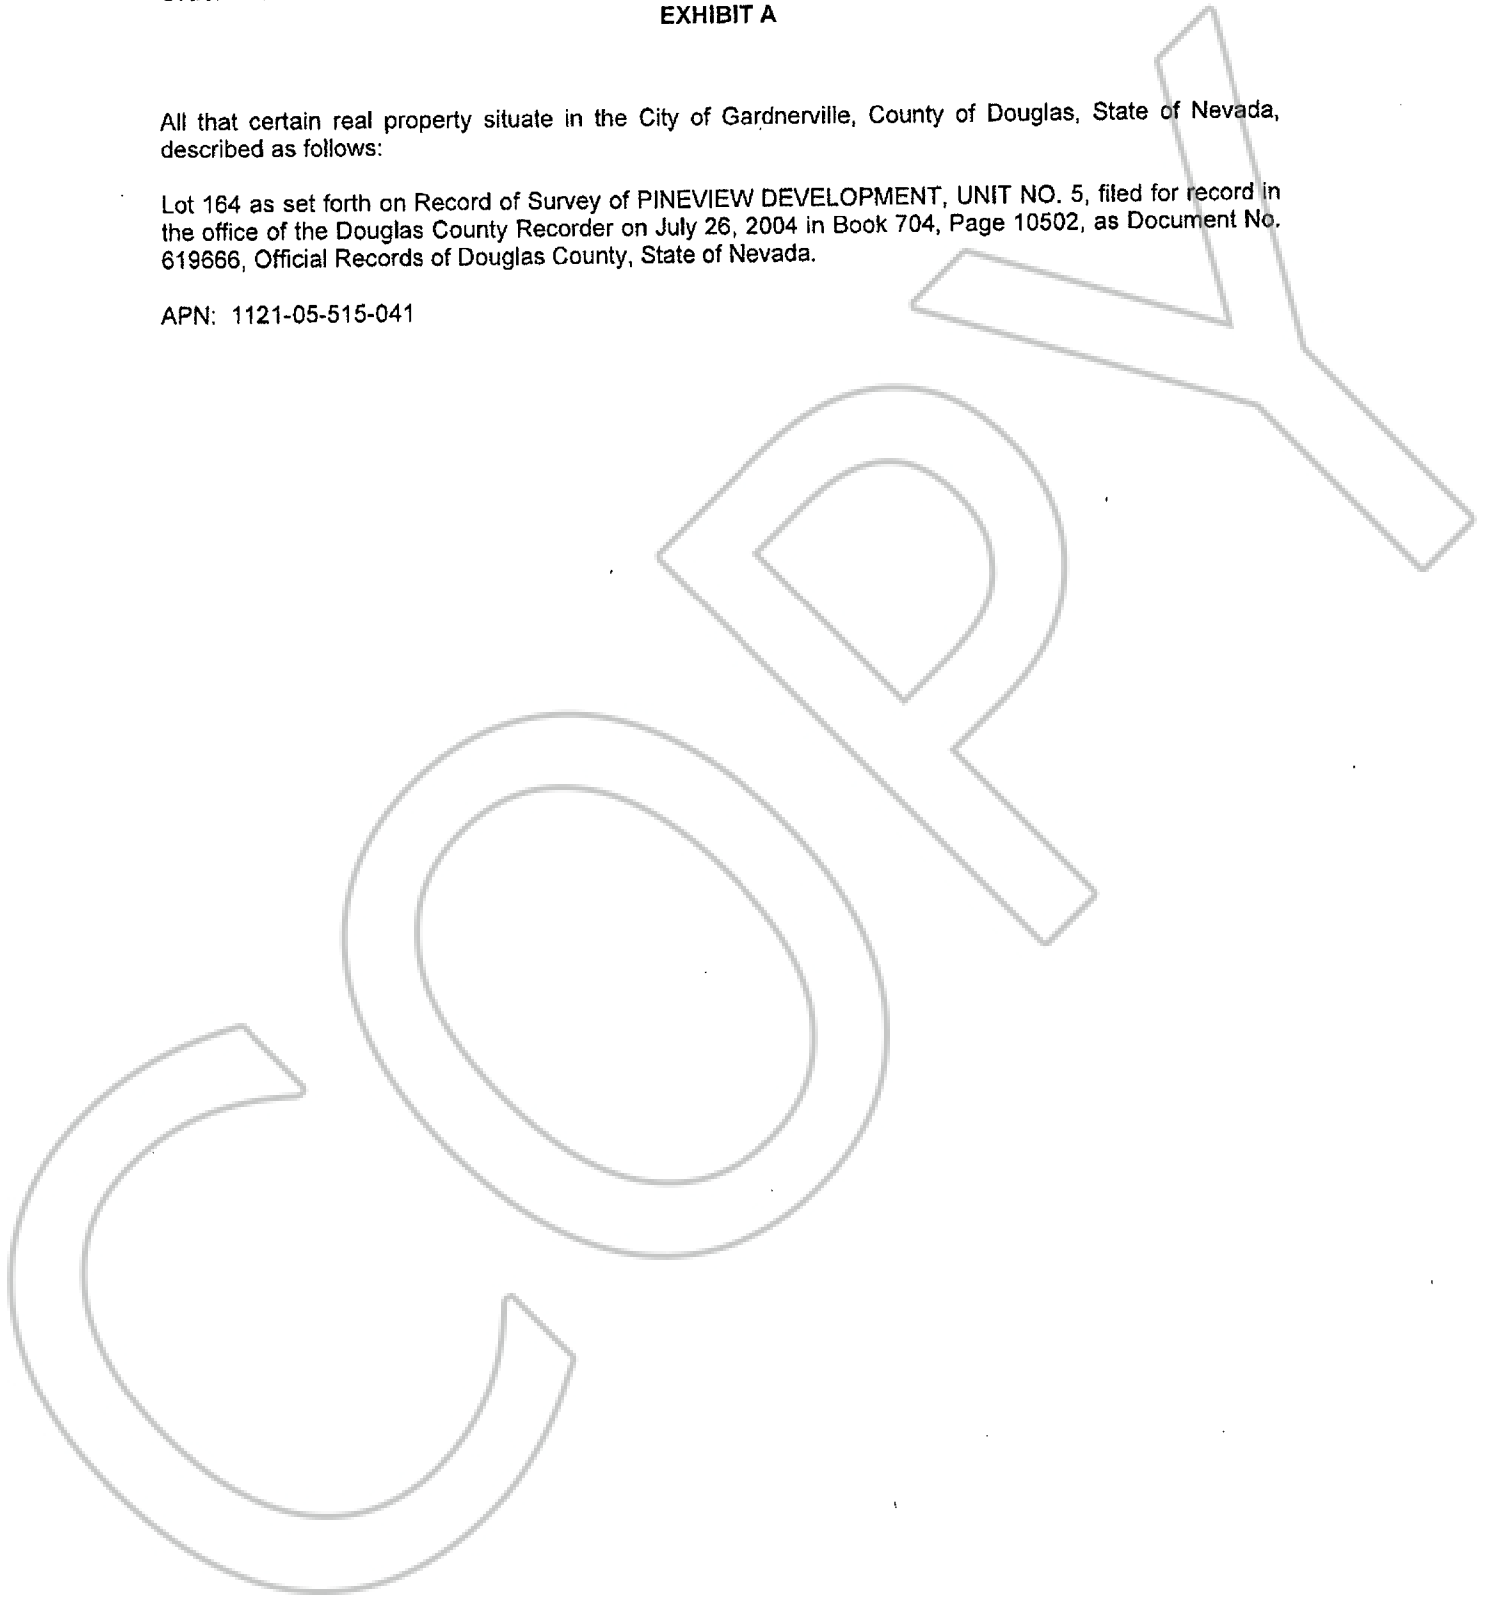 EXHIBIT A
All that certain real property situate in the City of Gardnerville, County of Douglas, State of Nevada,
described as follows:
Lot 164 as set forth on Record of Survey of PINEVIEW DEVELOPMENT, UNIT NO. 5, filed for record in
the office of the Douglas County Recorder on July 26, 2004 in Book 704, Page 10502, as Document No.
619666, Official Records of Douglas County, State of Nevada.
APN: 1121-05-515-041
COPY